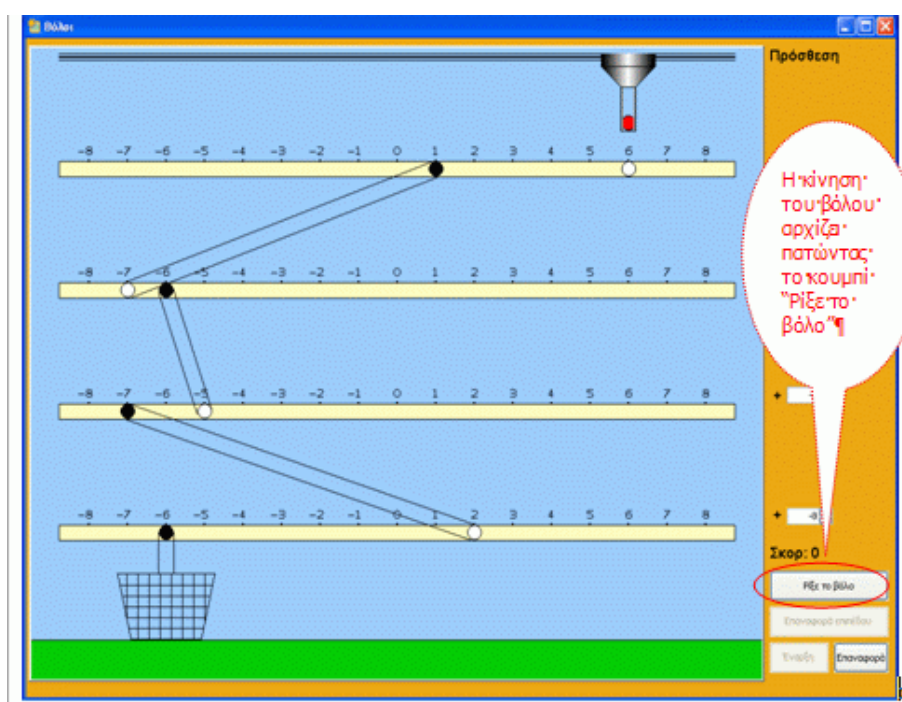 Βόλοι
Πρόσθεση
-8 -7 -6 -5 -4 -3 -2 -1 0 1 2 3 4 5 6 7 8
Η κίνηση
του βόλου
αρχίζει
πατώντας
το κουμπί
"Ρίξε το
βόλο"¶
-8 -7 -6 -5 -4 -3 -2 -1 0 1 2 3 4 5 6 7 8
-8 -7 -6 -5 -4 -3 -2 -1 0 1 2 3 4 5 6 7 8
+
-8 -7 -6 -5 -4 -3 -2 -1 0 1 2 3 4 5 6 7 8
+
Σκορ: 0
Ρίξε το βόλο
Επαναφορά επιπέδου
Έναρξη Επαναφορά